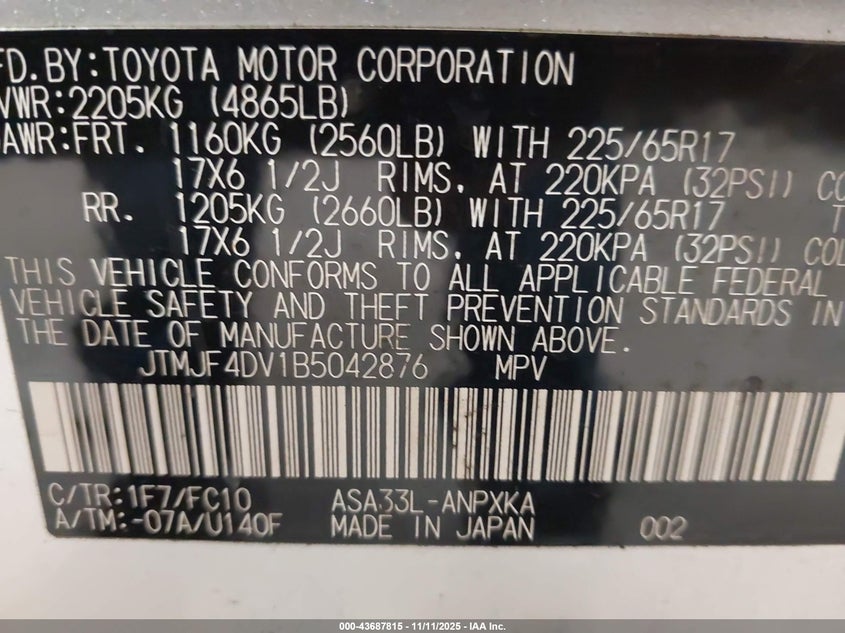 FD.BY:TOYOTA MOTOR CORPORATION
VWR:2205KG (4865LB)
AWR:FRT. 1160KG (2560LB) WITH 225/65R17
17X6 1/2J RIMS, AT 220KPA (32PSI) CO
RR. 1205KG (2660LB) WITH 225/65R17 T
17X6 1/2J RIMS, AT 220KPA (32PSI) COL
THIS VEHICLE CONFORMS TO ALL APPLICABLE FEDERAL
VEHICLE SAFETY AND THEFT PREVENTION STANDARDS IN
THE DATE OF MANUFACTURE SHOWN ABOVE.
JTMJF4DV1B5042876 MPV
C/TR:1F7/FC10 ASA33L-ANPXKA
A/TM:-07A/U140F MADE IN JAPAN 002
000-43687815 - 11/11/2025 - IAA Inc.